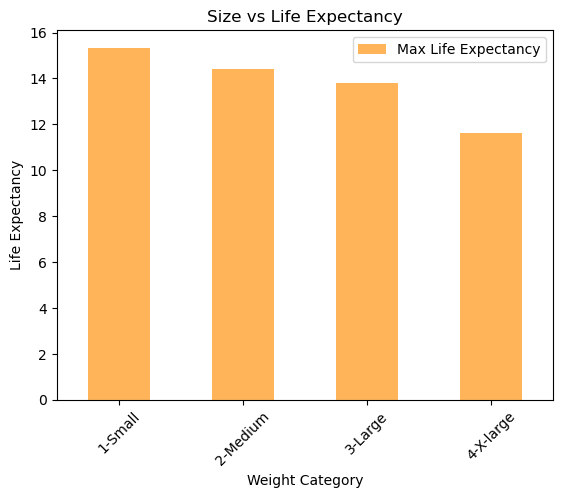 Size vs Life Expectancy
Max Life Expectancy
Life Expectancy
16
14
12
10
8
6
4
2
0
1-Small
2-Medium
3-Large
4-X-large
Weight Category